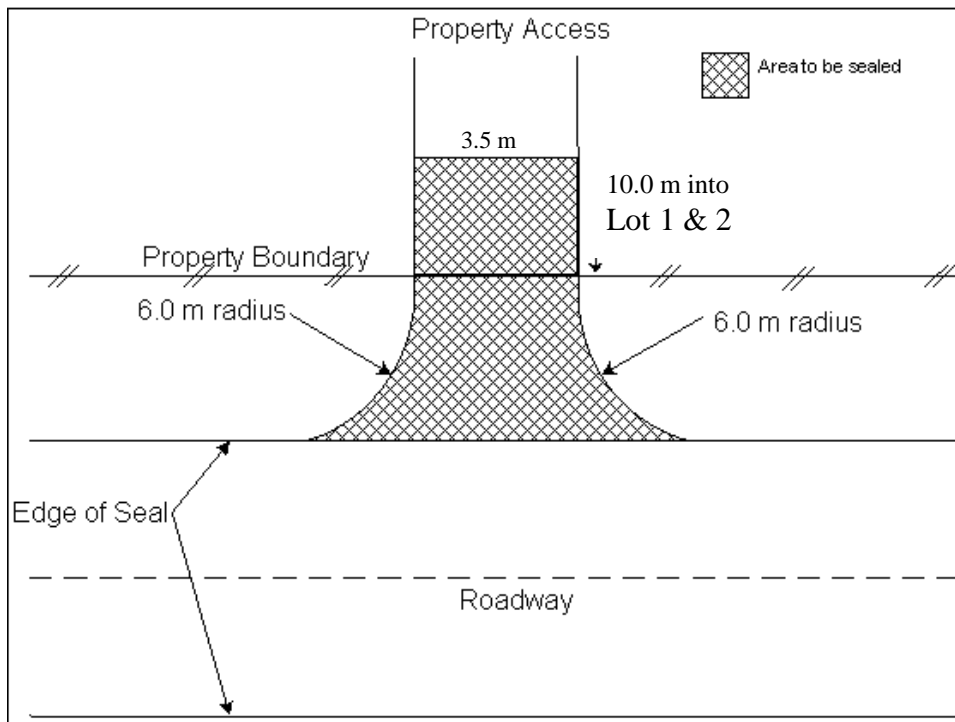 Property Access
Area to be sealed
3.5 m
10.0 m into
Lot 1 & 2
Property Boundary
6.0 m radius
6.0 m radius
Edge of Seal
Roadway